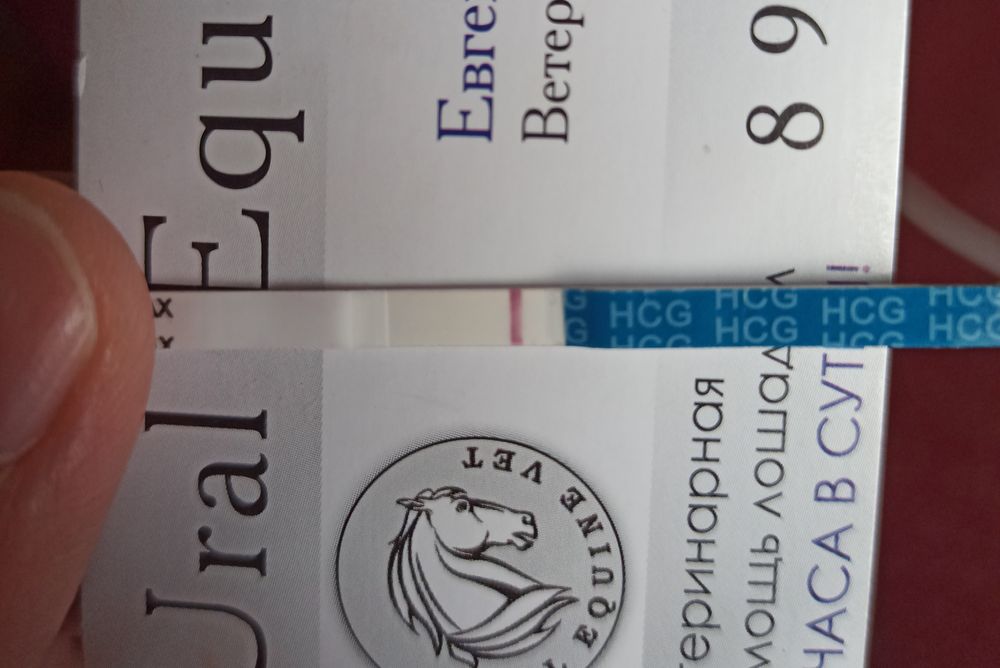 Ural Equ
Евге
Ветер
EQUINE VET
теринарная
8 9
мощь лошад
ЧАСА В СУТ
HCG HCG HCG HCG
HCG HCG HCG HCG